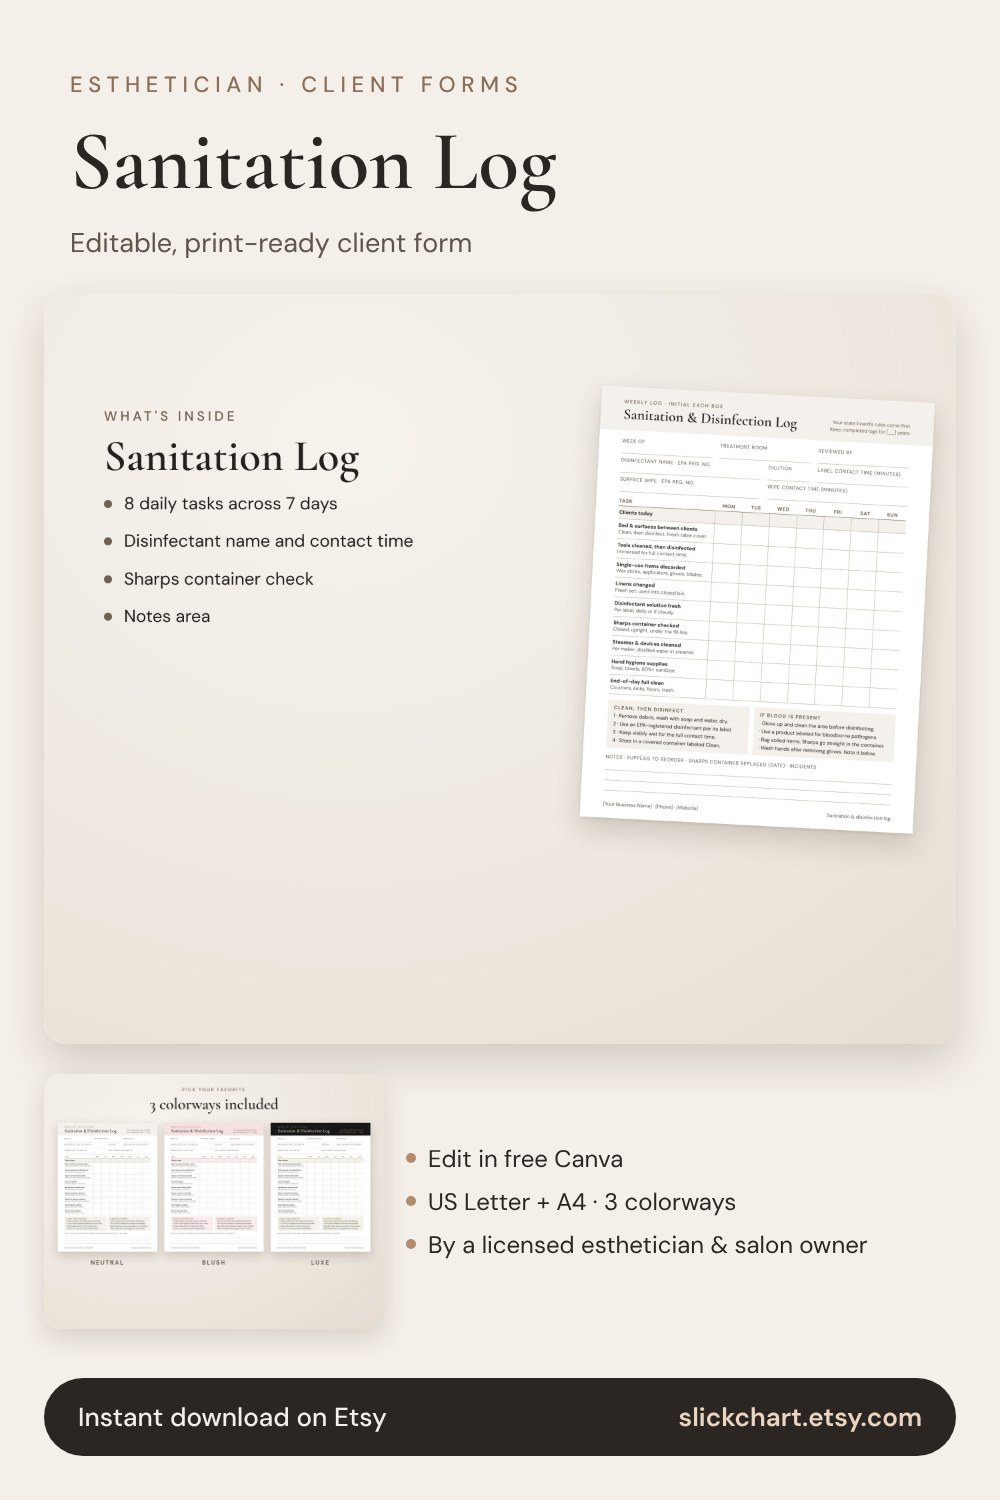 ESTHETICIAN · CLIENT FORMS
Sanitation Log
Editable, print-ready client form
WHAT'S INSIDE
Sanitation Log
8 daily tasks across 7 days
Disinfectant name and contact time
Sharps container check
Notes area
WEEKLY LOG · INITIAL EACH BOX
Sanitation & Disinfection Log
Your state board's rules come first.
Keep completed logs for [__] years.
WEEK OF
TREATMENT ROOM
REVIEWED BY
DISINFECTANT NAME · EPA REG. NO.
DILUTION
LABEL CONTACT TIME (MINUTES)
SURFACE WIPE · EPA REG. NO.
WIPE CONTACT TIME (MINUTES)
TASK MON TUE WED THU FRI SAT SUN
Clients today
Bed & surfaces between clients
Clean, then disinfect. Fresh table cover.
Tools cleaned, then disinfected
Immersed for full contact time.
Single-use items discarded
Wax sticks, applicators, gloves, blades.
Linens changed
Fresh set; used into closed bin.
Disinfectant solution fresh
Per label, daily or if cloudy.
Sharps container checked
Closed, upright, under the fill line.
Steamer & devices cleaned
Per maker; distilled water in steamer.
Hand hygiene supplies
Soap, towels, 60%+ sanitizer.
End-of-day full clean
Counters, sinks, floors, trash.
CLEAN, THEN DISINFECT
1 · Remove debris, wash with soap and water, dry.
2 · Use an EPA-registered disinfectant per its label.
3 · Keep visibly wet for the full contact time.
4 · Store in a covered container labeled Clean.
IF BLOOD IS PRESENT
· Glove up and clean the area before disinfecting.
· Use a product labeled for bloodborne pathogens.
· Bag soiled items. Sharps go straight in the container.
· Wash hands after removing gloves. Note it below.
NOTES · SUPPLIES TO REORDER · SHARPS CONTAINER REPLACED (DATE) · INCIDENTS
[Your Business Name] · [Phone] · [Website]
Sanitation & disinfection log
PICK YOUR FAVORITE
3 colorways included
Sanitation & Disinfection Log
Sanitation & Disinfection Log
Sanitation & Disinfection Log
NEUTRAL
BLUSH
LUXE
Edit in free Canva
US Letter + A4 · 3 colorways
By a licensed esthetician & salon owner
Instant download on Etsy
slickchart.etsy.com